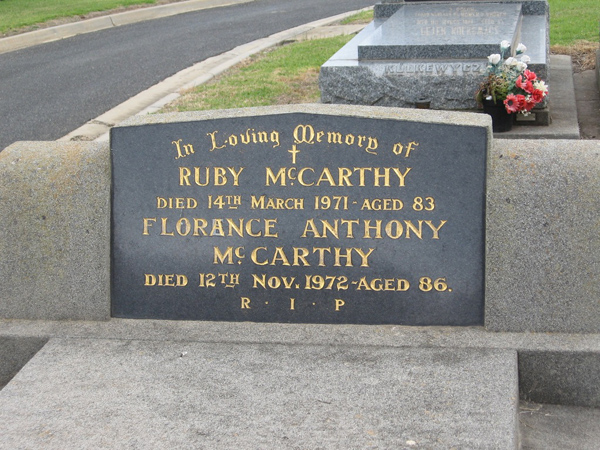 In Loving Memory of
RUBY McCARTHY
DIED 14TH MARCH 1971 - AGED 83
FLORANCE ANTHONY
McCARTHY
DIED 12TH NOV. 1972 - AGED 86.
R · I · P